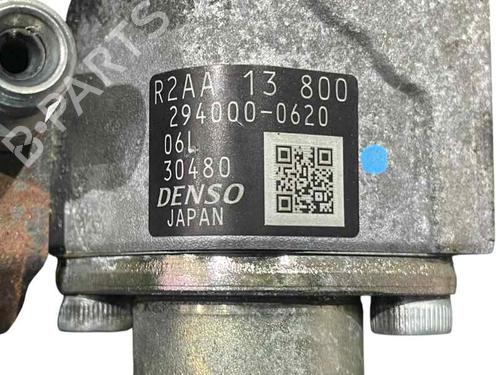 R2AA 13 800
294000-0620
06L
30480
DENSO
JAPAN
B-PARTS